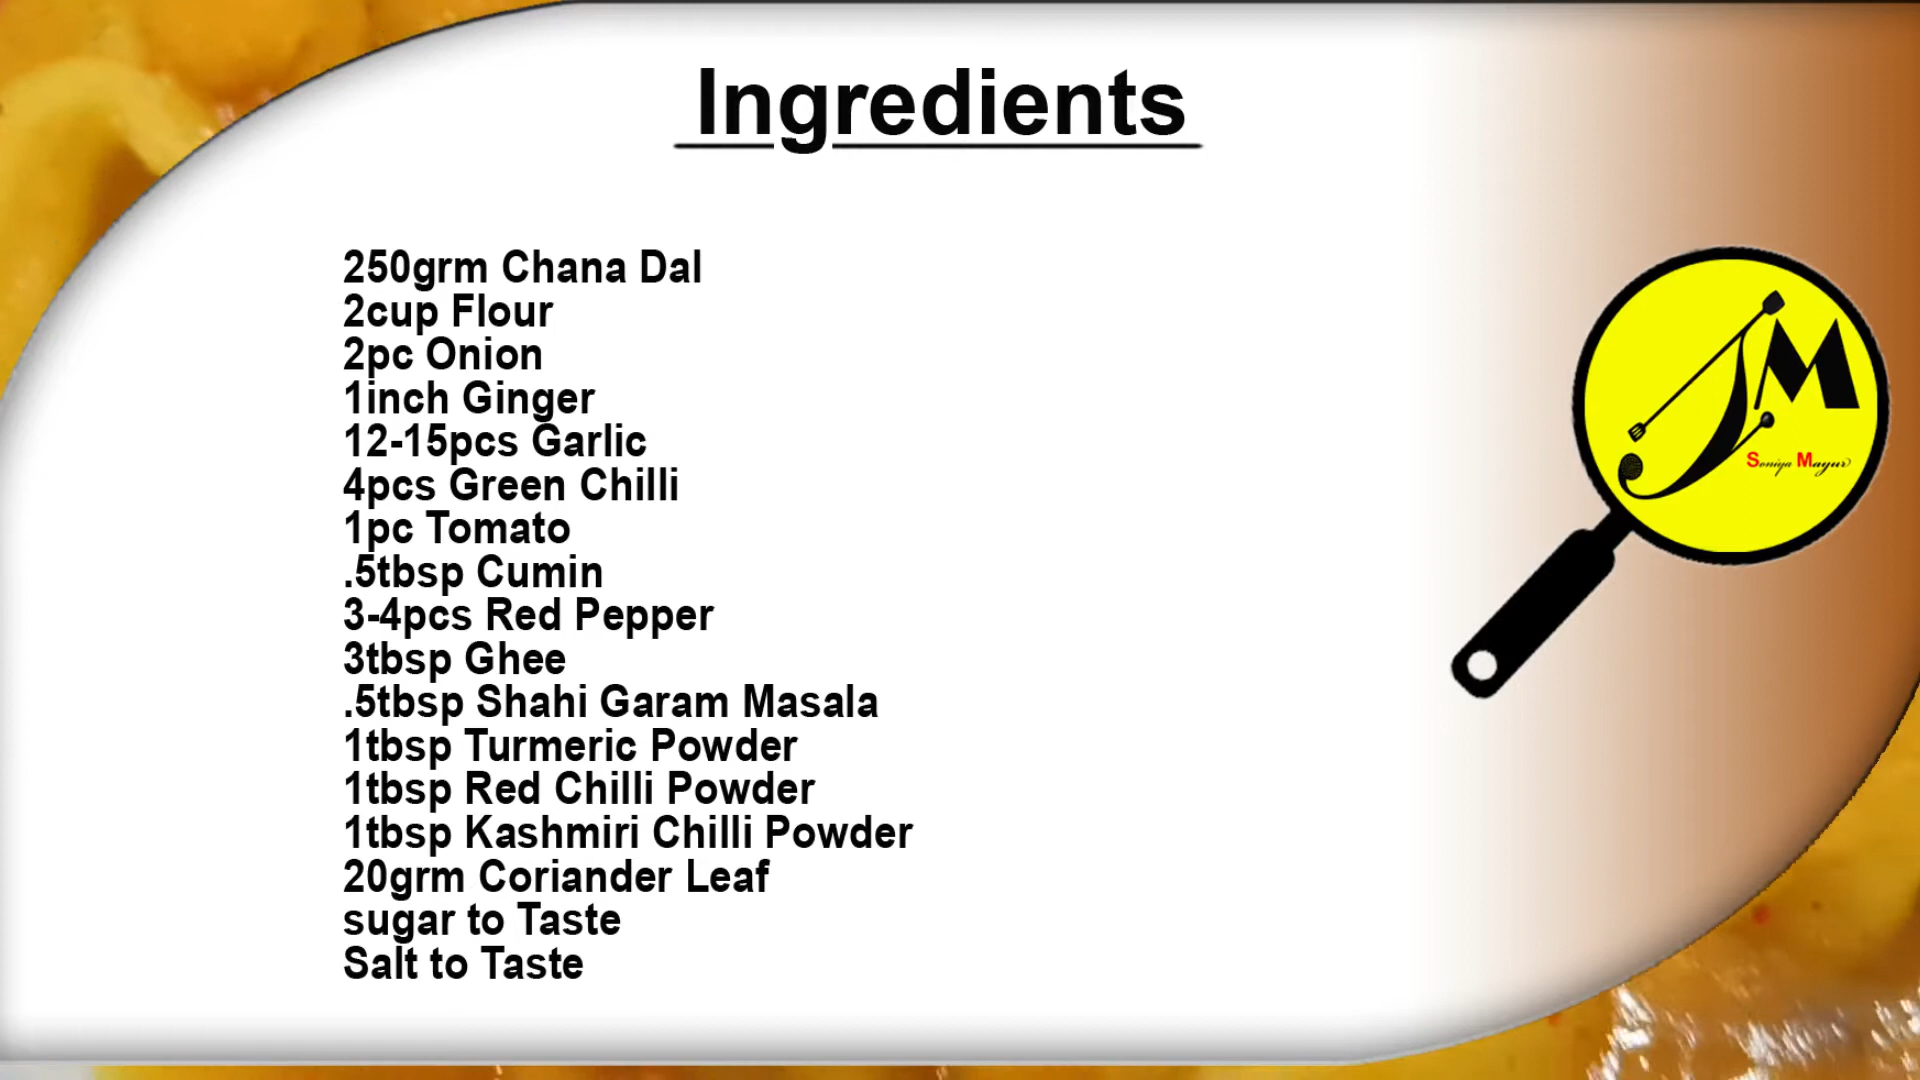 Ingredients
250grm Chana Dal
2cup Flour
2pc Onion
1inch Ginger
12-15pcs Garlic
4pcs Green Chilli
1pc Tomato
.5tbsp Cumin
3-4pcs Red Pepper
3tbsp Ghee
.5tbsp Shahi Garam Masala
1tbsp Turmeric Powder
1tbsp Red Chilli Powder
1tbsp Kashmiri Chilli Powder
20grm Coriander Leaf
sugar to Taste
Salt to Taste
SM
Soniya Mayur